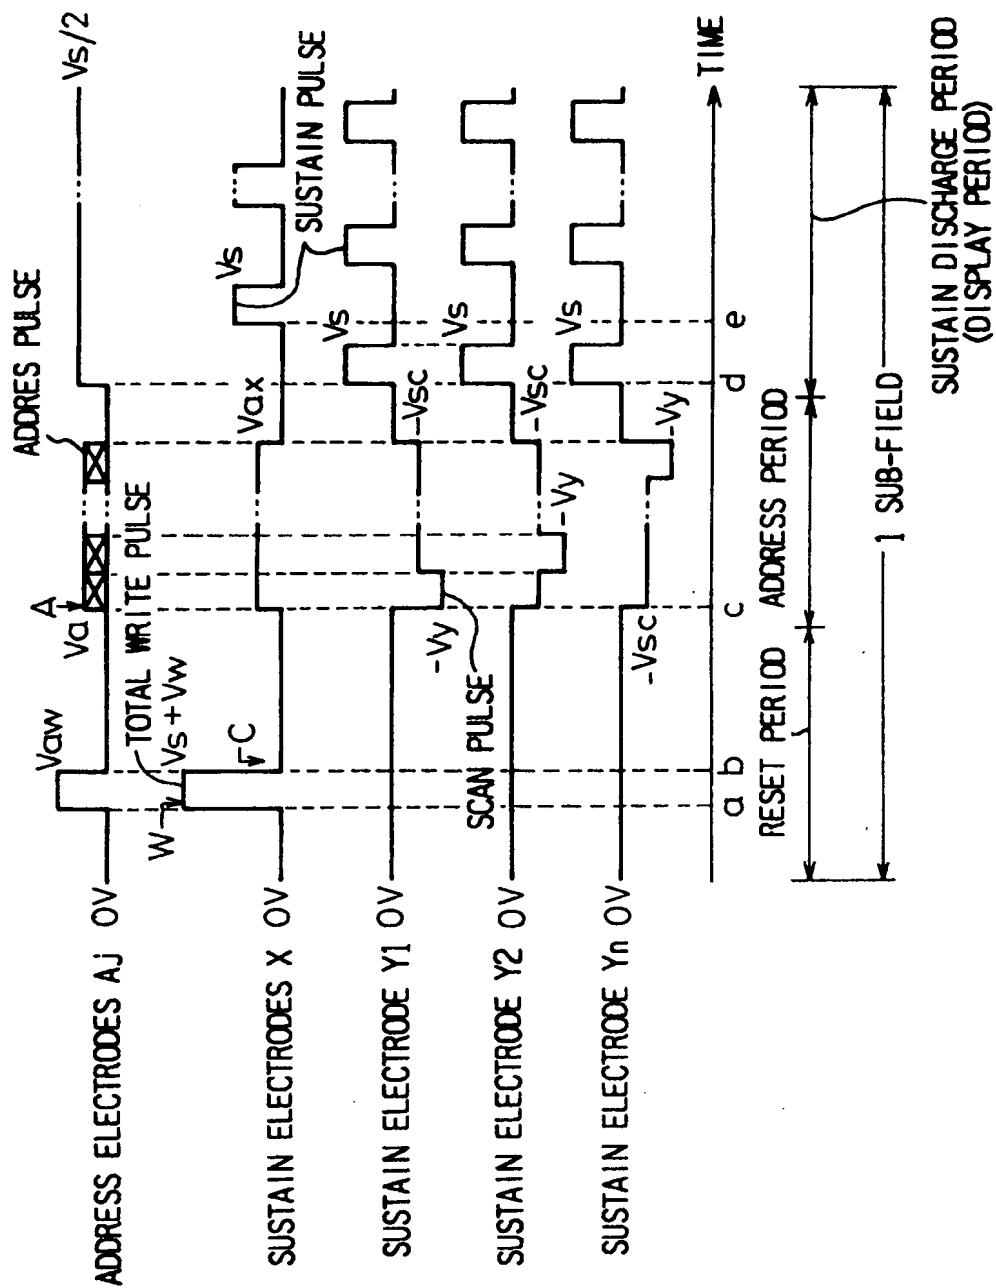 ADDRESS ELECTRODES Aj 0V
Vaw
Va
A
ADDRES PULSE
Vs/2
W
TOTAL WRITE PULSE
Vs+Vw
C
SUSTAIN ELECTRODES X 0V
Vax
Vs
SUSTAIN PULSE
SUSTAIN ELECTRODE Y1 0V
-Vy
-Vsc
Vs
SCAN PULSE
SUSTAIN ELECTRODE Y2 0V
-Vy
-Vsc
Vs
SUSTAIN ELECTRODE Yn 0V
-Vsc
-Vy
Vs
a b c d e
TIME
RESET PERIOD
ADDRESS PERIOD
SUSTAIN DISCHARGE PERIOD
(DISPLAY PERIOD)
1 SUB-FIELD